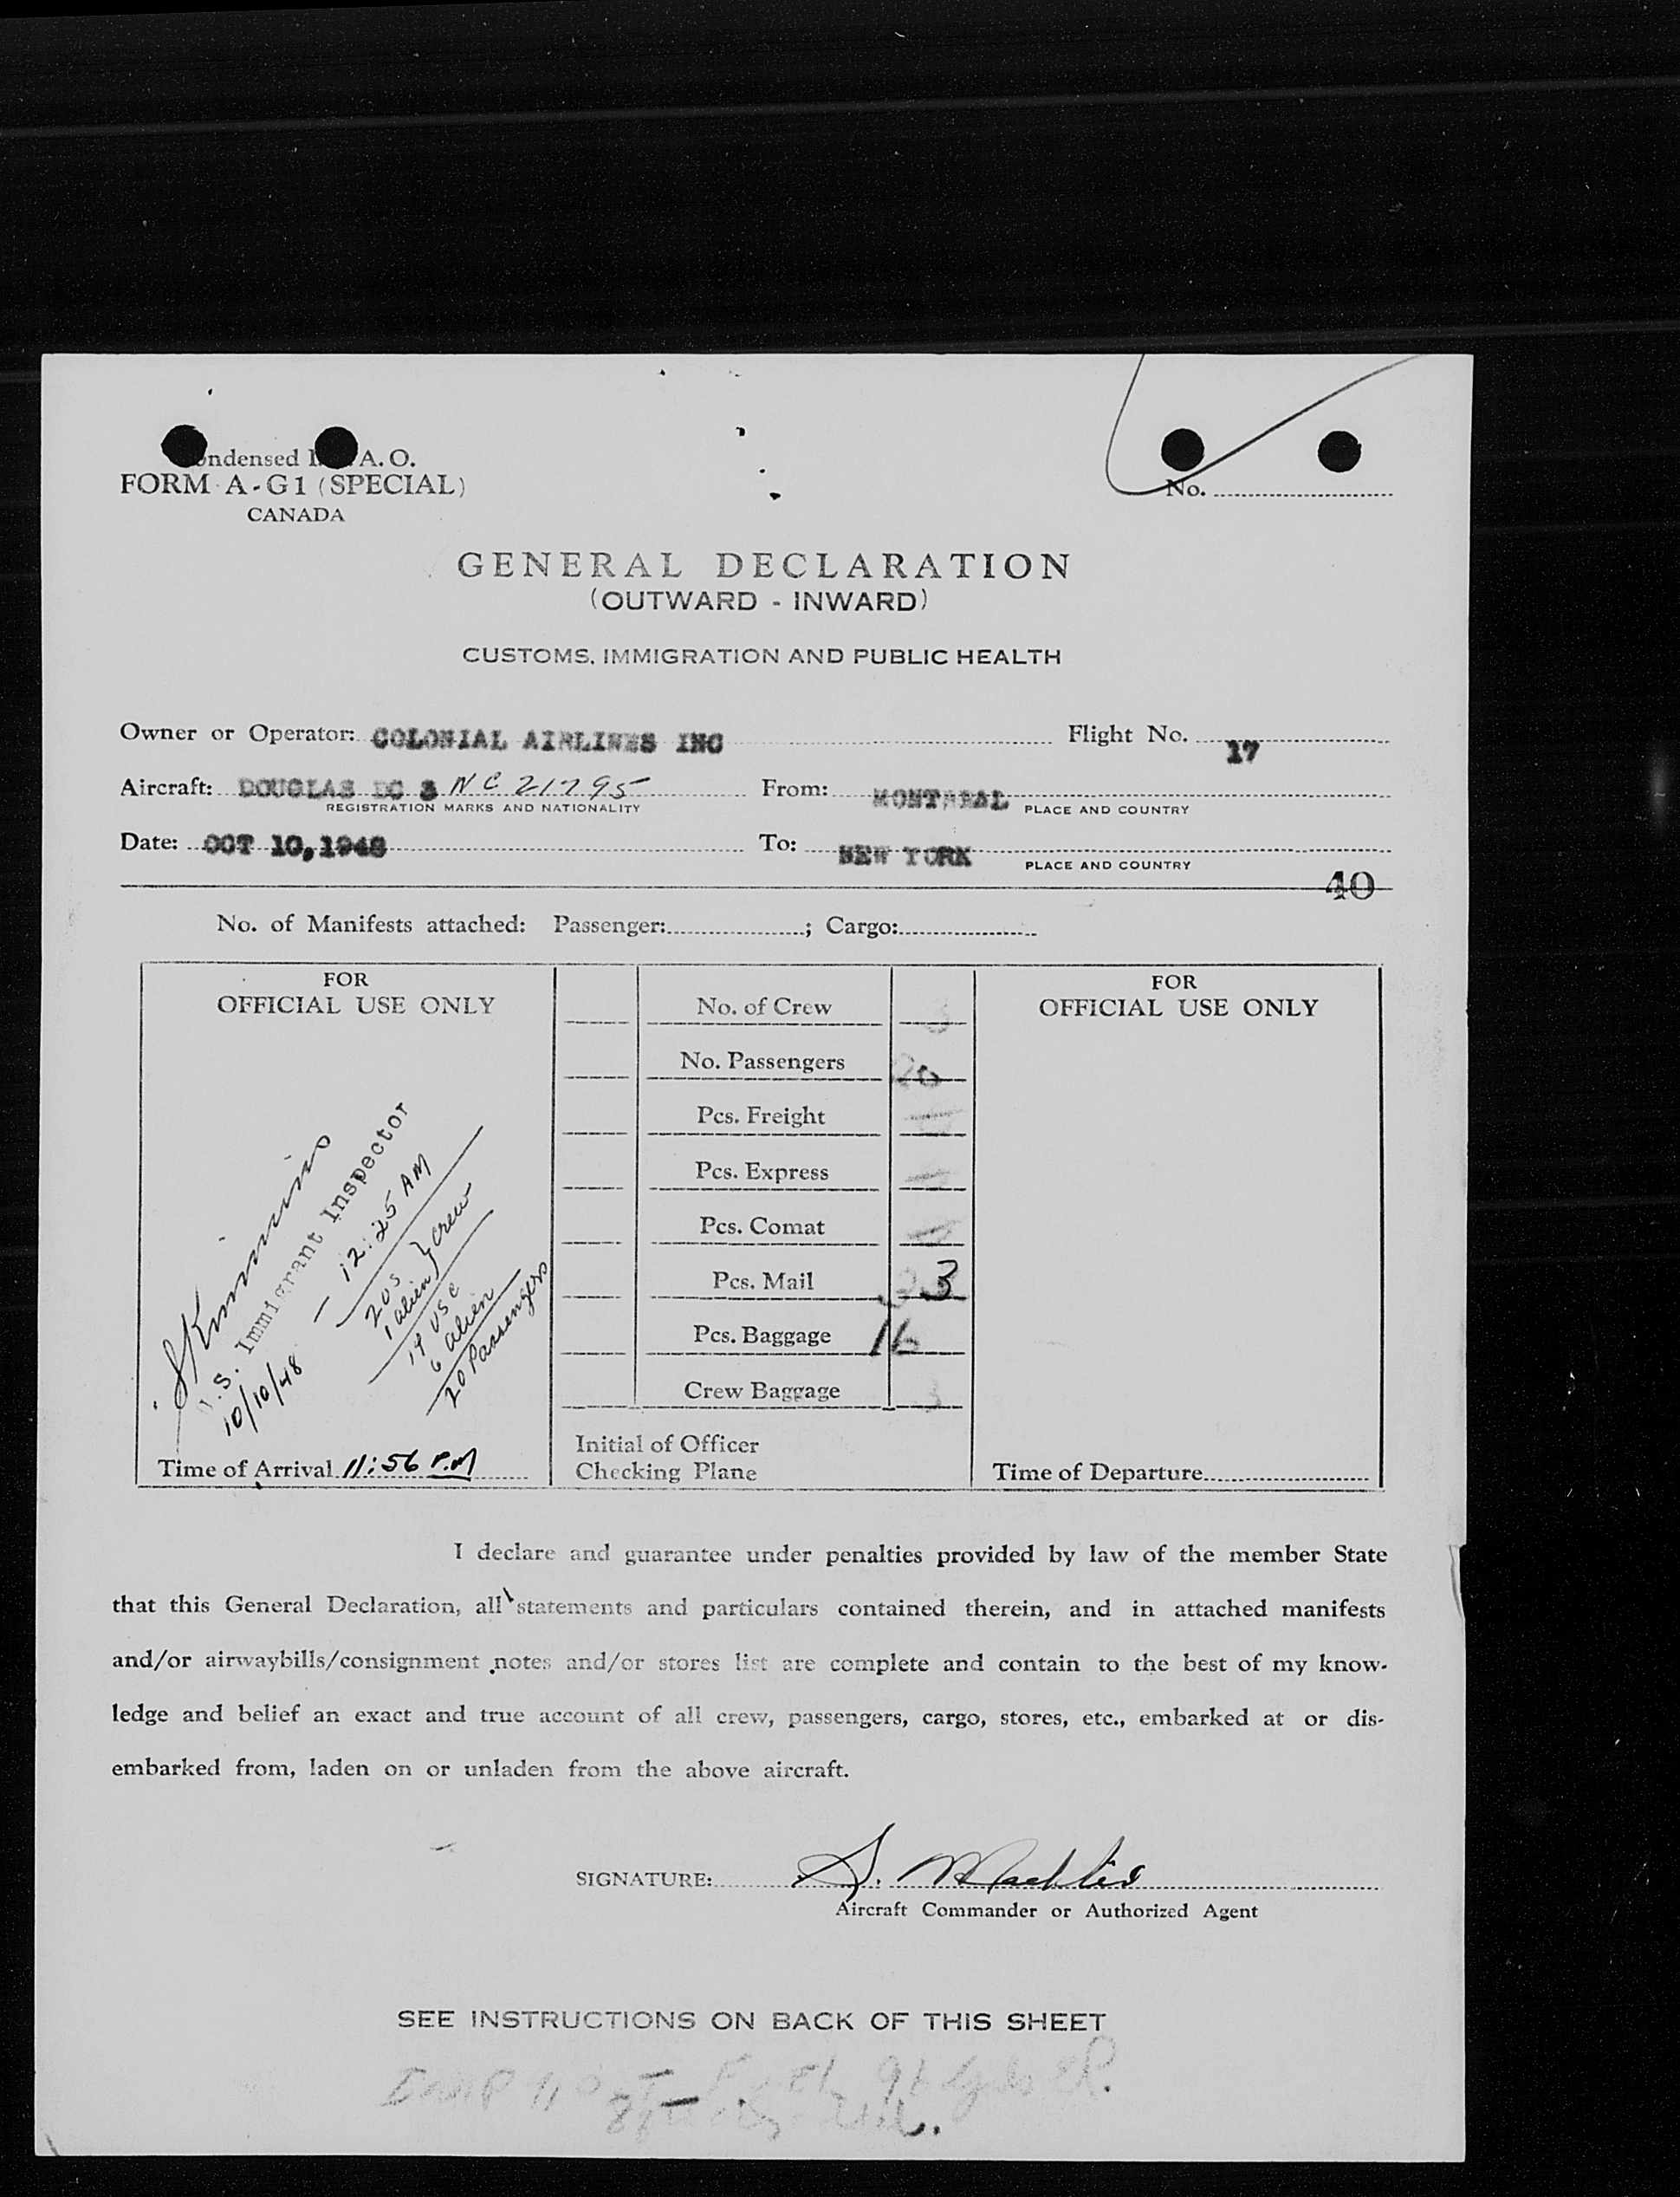 ondensed I. A. O.
FORM A-G1 (SPECIAL)
CANADA
No.
GENERAL DECLARATION
(OUTWARD - INWARD)
CUSTOMS, IMMIGRATION AND PUBLIC HEALTH
Owner or Operator: COLONIAL AIRLINES INC Flight No. 17
Aircraft: DOUGLAS DC 3 NC 21795 From: MONTREAL
REGISTRATION MARKS AND NATIONALITY PLACE AND COUNTRY
Date: OCT 10, 1948 To: NEW YORK
PLACE AND COUNTRY
40
No. of Manifests attached: Passenger: ; Cargo:
FOR
OFFICIAL USE ONLY
.S. Immigrant Inspector
10/10/48 — 12:25 AM
2 US
1 alien } crew
14 USC
6 alien
20 Passengers
Time of Arrival 11:56 P.M
No. of Crew 3
No. Passengers 20
Pcs. Freight —
Pcs. Express —
Pcs. Comat —
Pcs. Mail 3
Pcs. Baggage 16
Crew Baggage 3
Initial of Officer
Checking Plane
FOR
OFFICIAL USE ONLY
Time of Departure
I declare and guarantee under penalties provided by law of the member State
that this General Declaration, all statements and particulars contained therein, and in attached manifests
and/or airwaybills/consignment notes and/or stores list are complete and contain to the best of my know-
ledge and belief an exact and true account of all crew, passengers, cargo, stores, etc., embarked at or dis-
embarked from, laden on or unladen from the above aircraft.
SIGNATURE: S. Machlis
Aircraft Commander or Authorized Agent
SEE INSTRUCTIONS ON BACK OF THIS SHEET